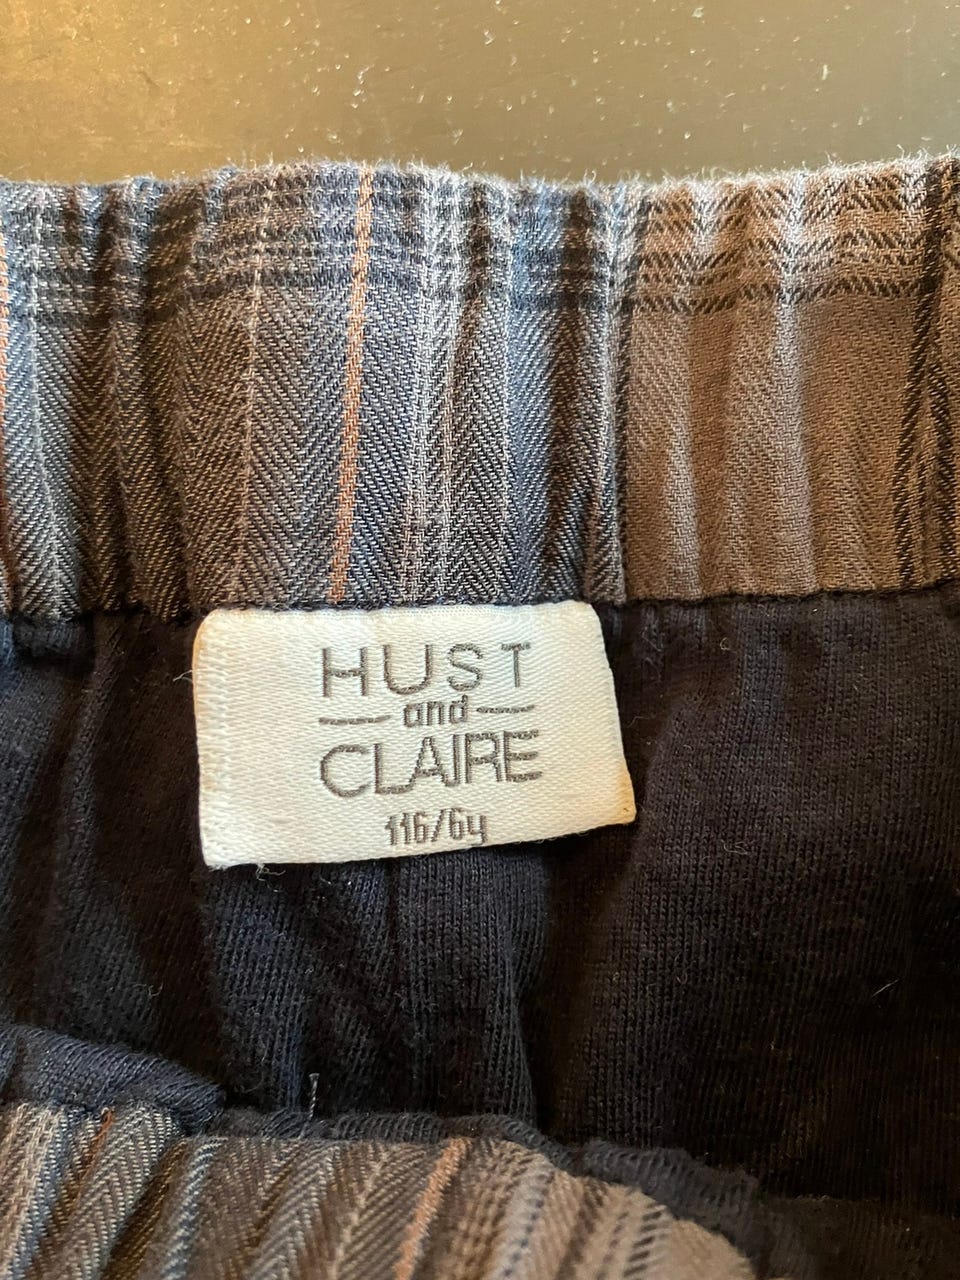 HUST
and
CLAIRE
116/6y